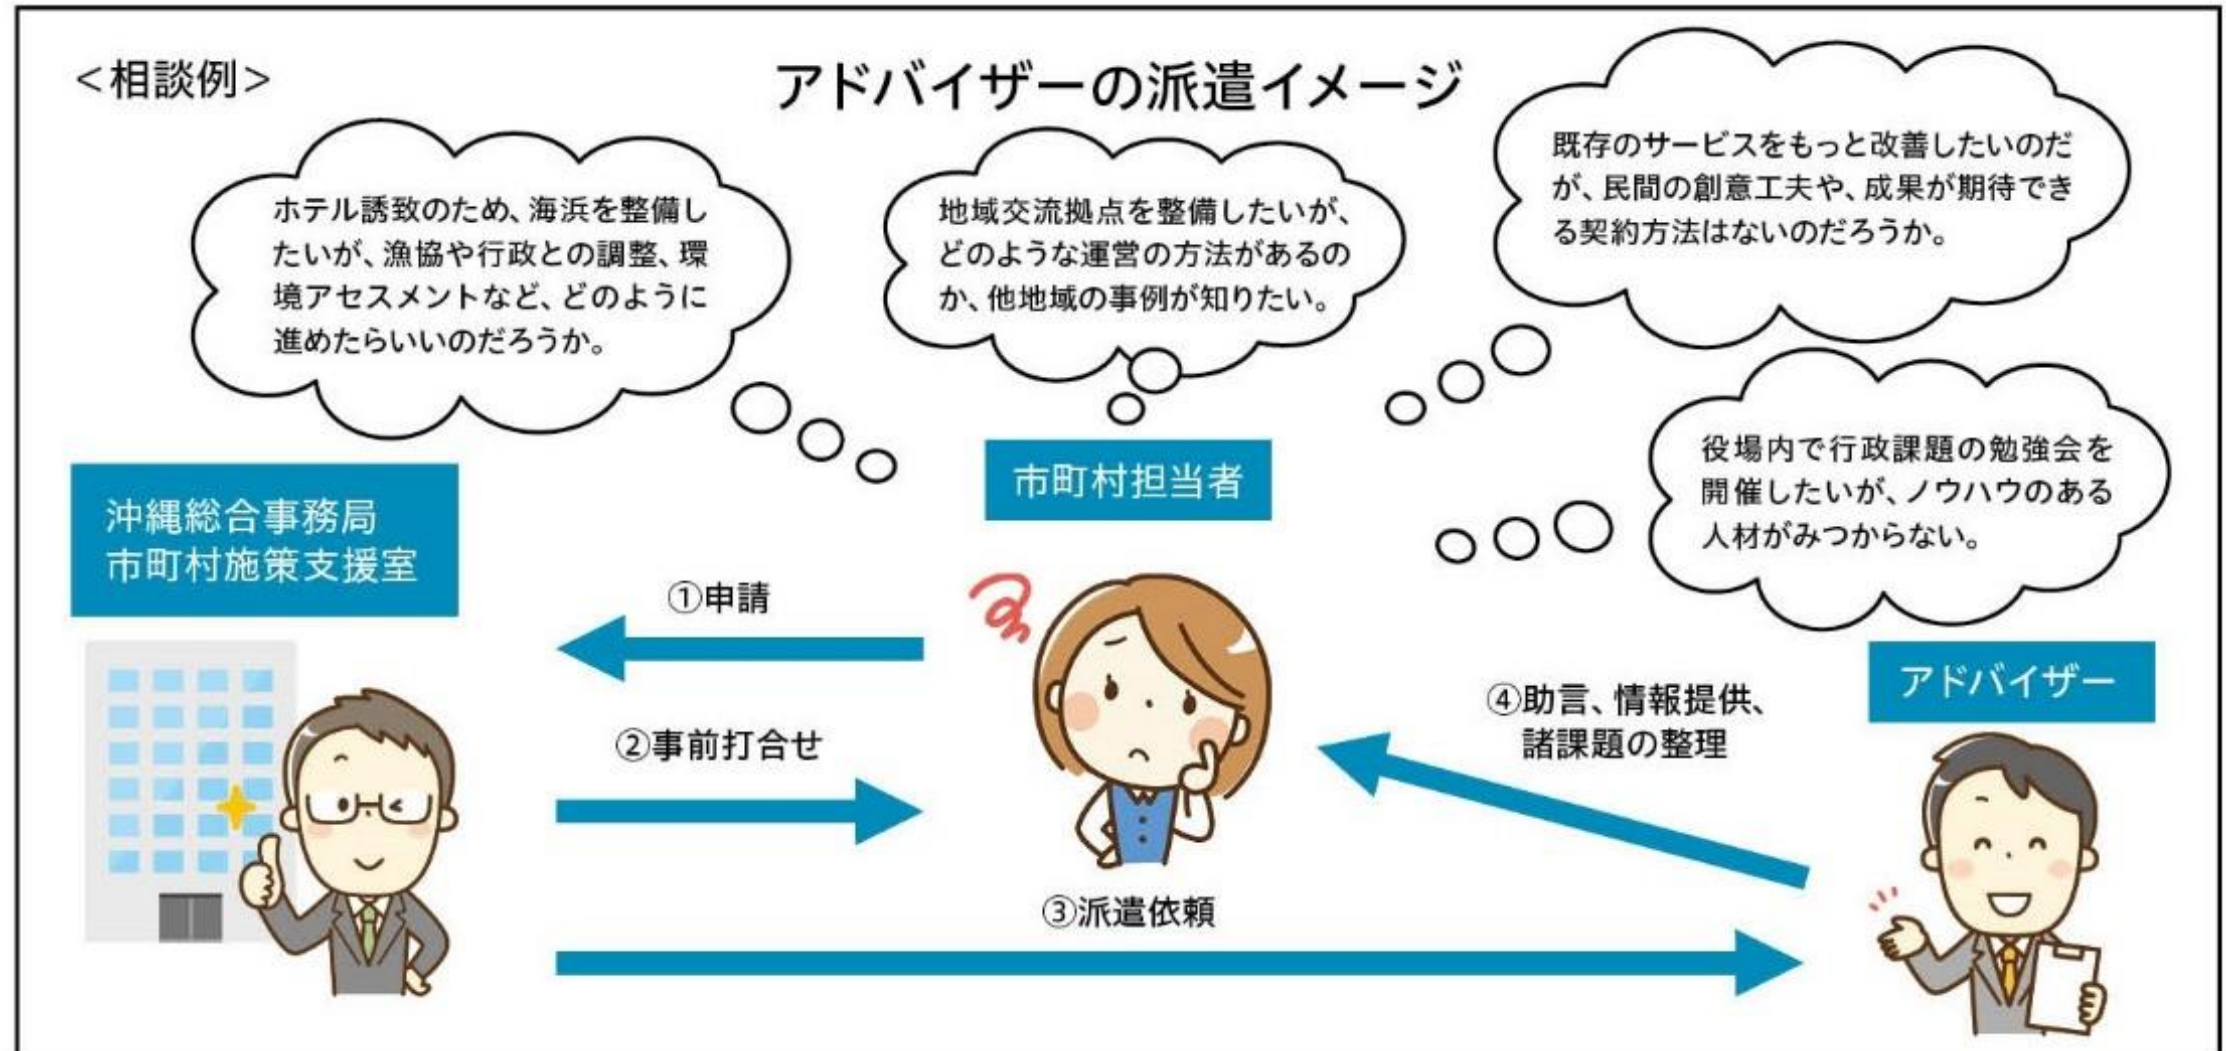 ＜相談例＞
アドバイザーの派遣イメージ
ホテル誘致のため、海浜を整備し
たいが、漁協や行政との調整、環
境アセスメントなど、どのように
進めたらいいのだろうか。
地域交流拠点を整備したいが、
どのような運営の方法があるの
か、他地域の事例が知りたい。
既存のサービスをもっと改善したいのだ
が、民間の創意工夫や、成果が期待でき
る契約方法はないのだろうか。
役場内で行政課題の勉強会を
開催したいが、ノウハウのある
人材がみつからない。
沖縄総合事務局
市町村施策支援室
市町村担当者
アドバイザー
①申請
②事前打合せ
③派遣依頼
④助言、情報提供、
諸課題の整理